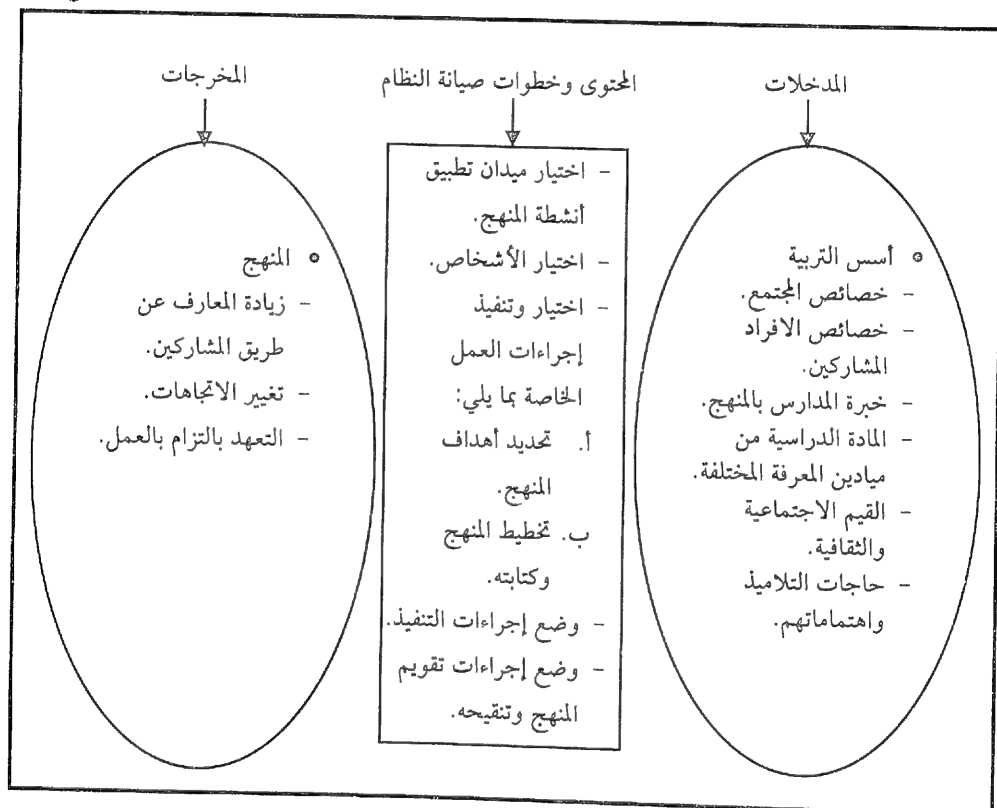 المدخلات
أسس التربية
- خصائص المجتمع.
- خصائص الافراد
المشاركين.
- خبرة المدارس بالمنهج.
- المادة الدراسية من
ميادين المعرفة المختلفة.
- القيم الاجتماعية
والثقافية.
- حاجات التلاميذ
واهتماماتهم.
المحتوى وخطوات صيانة النظام
- اختيار ميدان تطبيق
أنشطة المنهج.
- اختيار الأشخاص.
- اختيار وتنفيذ
إجراءات العمل
الخاصة بما يلي:
أ. تحديد أهداف
المنهج.
ب. تخطيط المنهج
وكتابته.
- وضع إجراءات التنفيذ.
- وضع إجراءات تقويم
المنهج وتنقيحه.
المخرجات
المنهج
- زيادة المعارف عن
طريق المشاركين.
- تغيير الاتجاهات.
- التعهد بالتزام بالعمل.